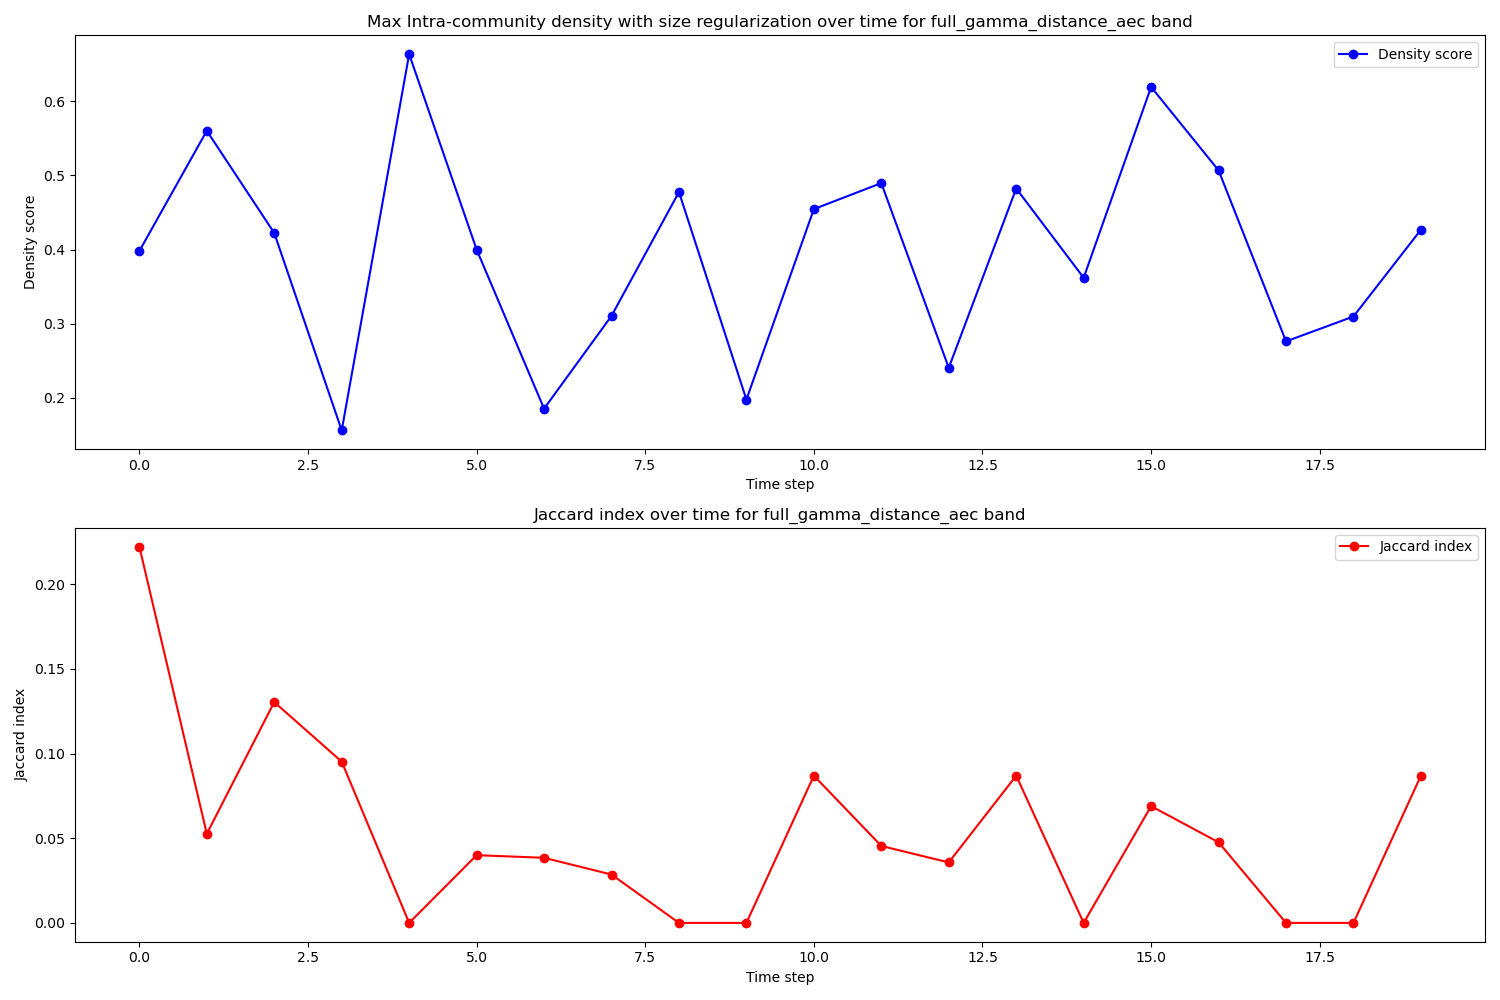 Max Intra-community density with size regularization over time for full_gamma_distance_aec band
Density score
0.6
0.5
0.4
0.3
0.2
Density score
0.0 2.5 5.0 7.5 10.0 12.5 15.0 17.5
Time step
Jaccard index over time for full_gamma_distance_aec band
Jaccard index
0.20
0.15
0.10
0.05
0.00
Jaccard index
0.0 2.5 5.0 7.5 10.0 12.5 15.0 17.5
Time step